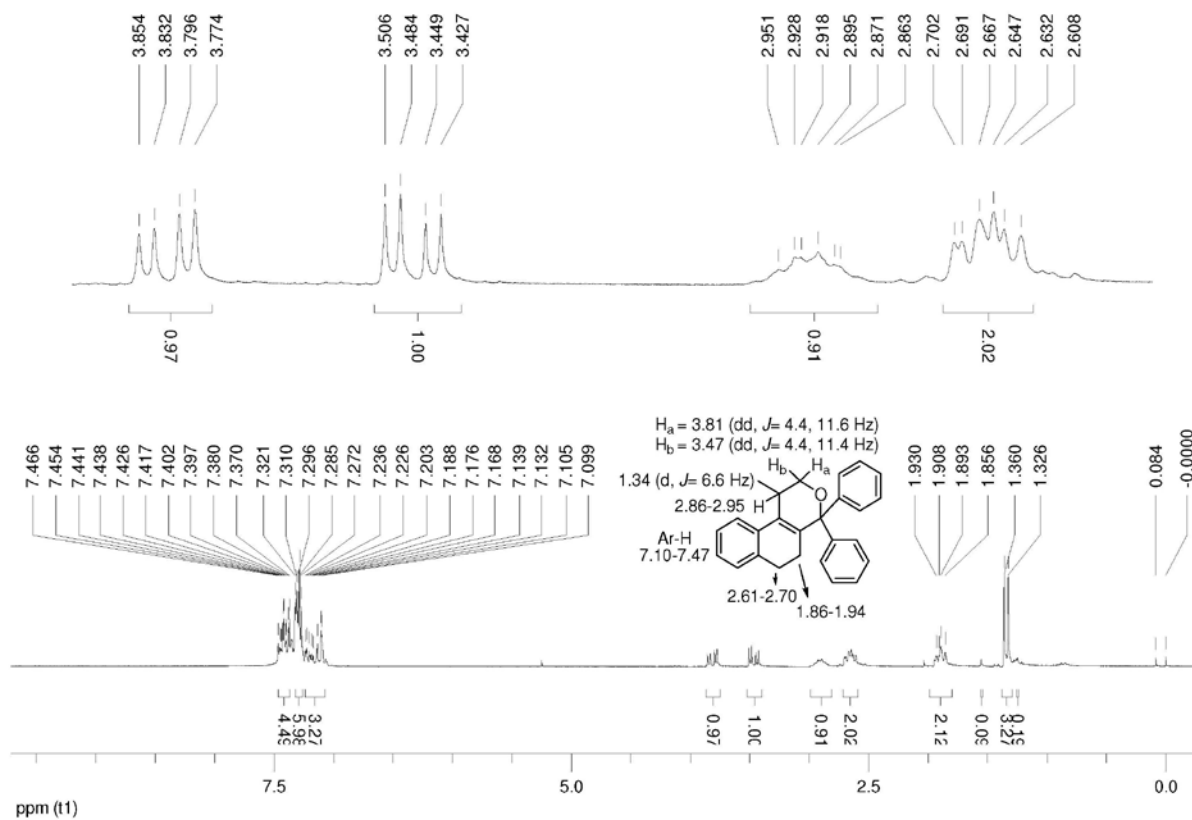 3.854 3.832 3.796 3.774 3.506 3.484 3.449 3.427 2.951 2.928 2.918 2.895 2.871 2.863 2.702 2.691 2.667 2.647 2.632 2.608
0.97 1.00 0.91 2.02
7.466 7.454 7.441 7.438 7.426 7.417 7.402 7.397 7.380 7.370 7.321 7.310 7.296 7.285 7.272 7.236 7.226 7.203 7.188 7.176 7.168 7.139 7.132 7.105 7.099
1.930 1.908 1.893 1.856 1.360 1.326 0.084 -0.0000
Hₐ = 3.81 (dd, J= 4.4, 11.6 Hz)
H_b = 3.47 (dd, J= 4.4, 11.4 Hz)
H_b Hₐ
1.34 (d, J= 6.6 Hz)
O
H
2.86-2.95
Ar-H
7.10-7.47
2.61-2.70
1.86-1.94
3.27 0.97 0.91 2.12
7.5 5.0 2.5 0.0
ppm (t1)